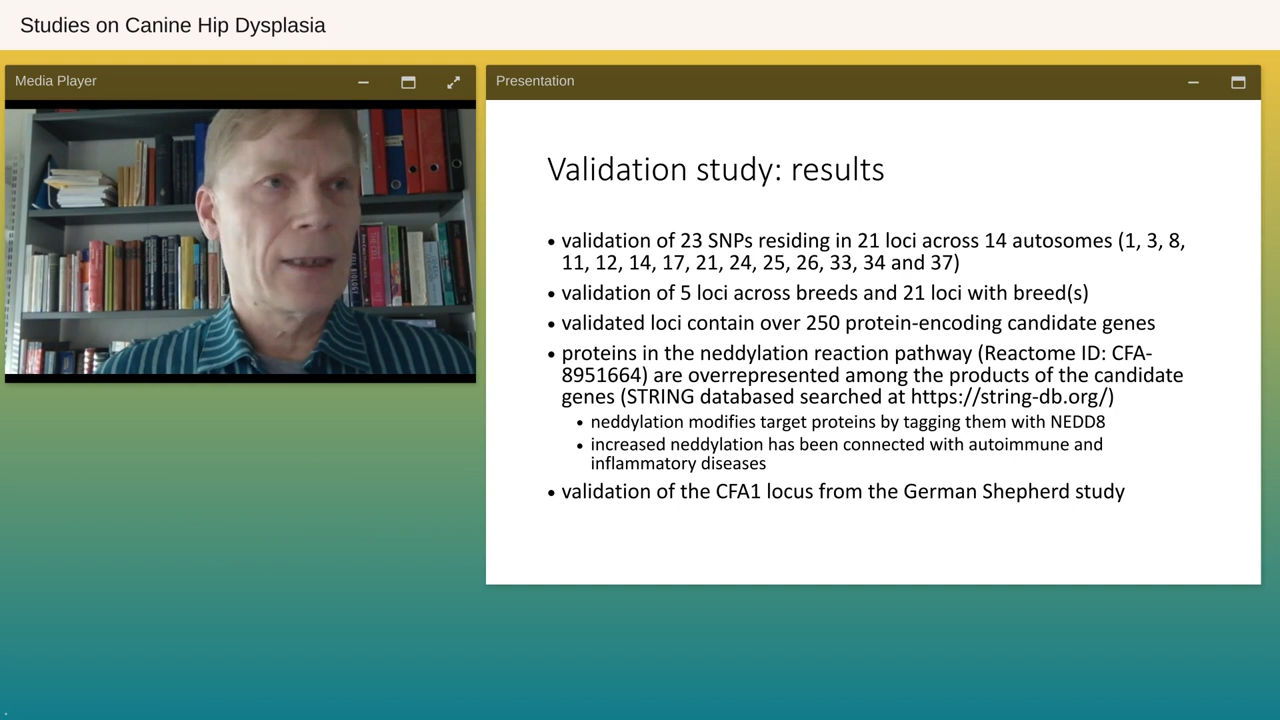 Studies on Canine Hip Dysplasia
Media Player
Presentation
Validation study: results
• validation of 23 SNPs residing in 21 loci across 14 autosomes (1, 3, 8,
11, 12, 14, 17, 21, 24, 25, 26, 33, 34 and 37)
• validation of 5 loci across breeds and 21 loci with breed(s)
• validated loci contain over 250 protein-encoding candidate genes
• proteins in the neddylation reaction pathway (Reactome ID: CFA-
8951664) are overrepresented among the products of the candidate
genes (STRING databased searched at https://string-db.org/)
• neddylation modifies target proteins by tagging them with NEDD8
• increased neddylation has been connected with autoimmune and
inflammatory diseases
• validation of the CFA1 locus from the German Shepherd study